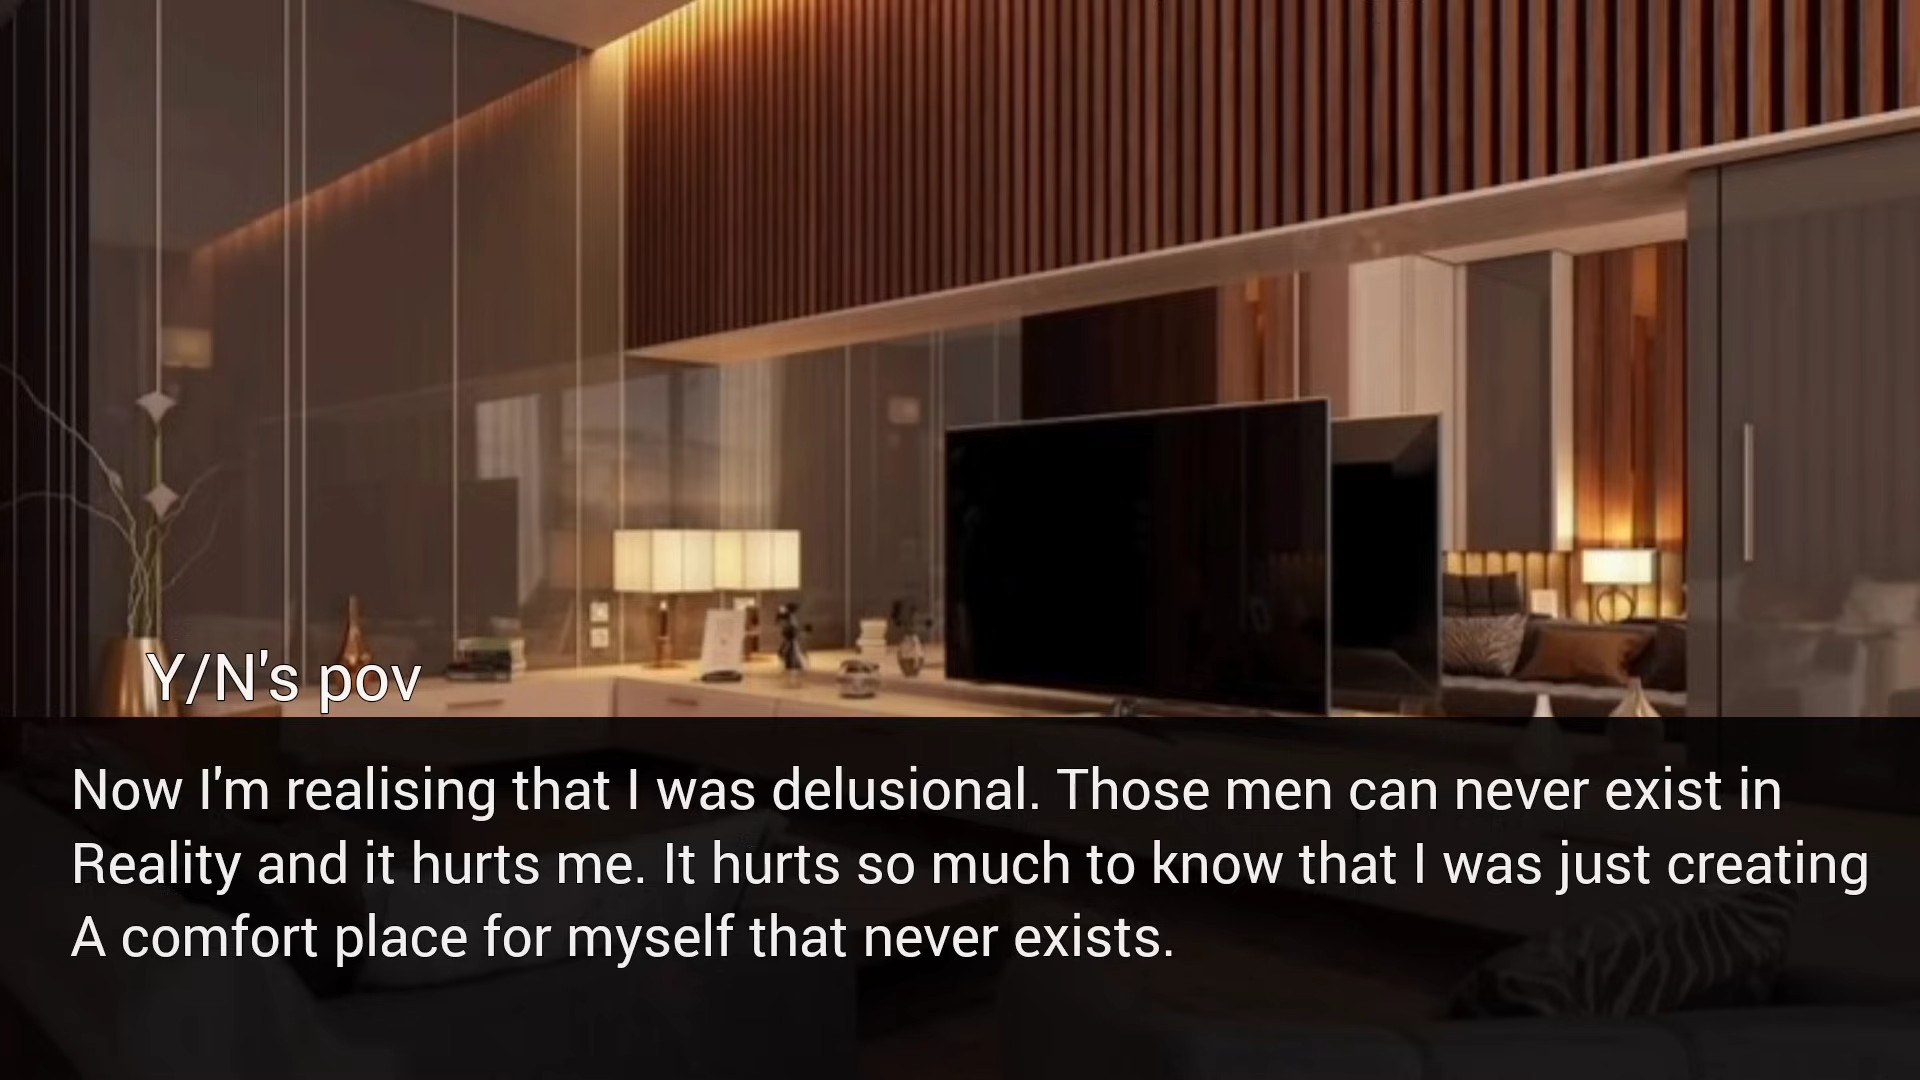 Y/N's pov
Now I'm realising that I was delusional. Those men can never exist in
Reality and it hurts me. It hurts so much to know that I was just creating
A comfort place for myself that never exists.